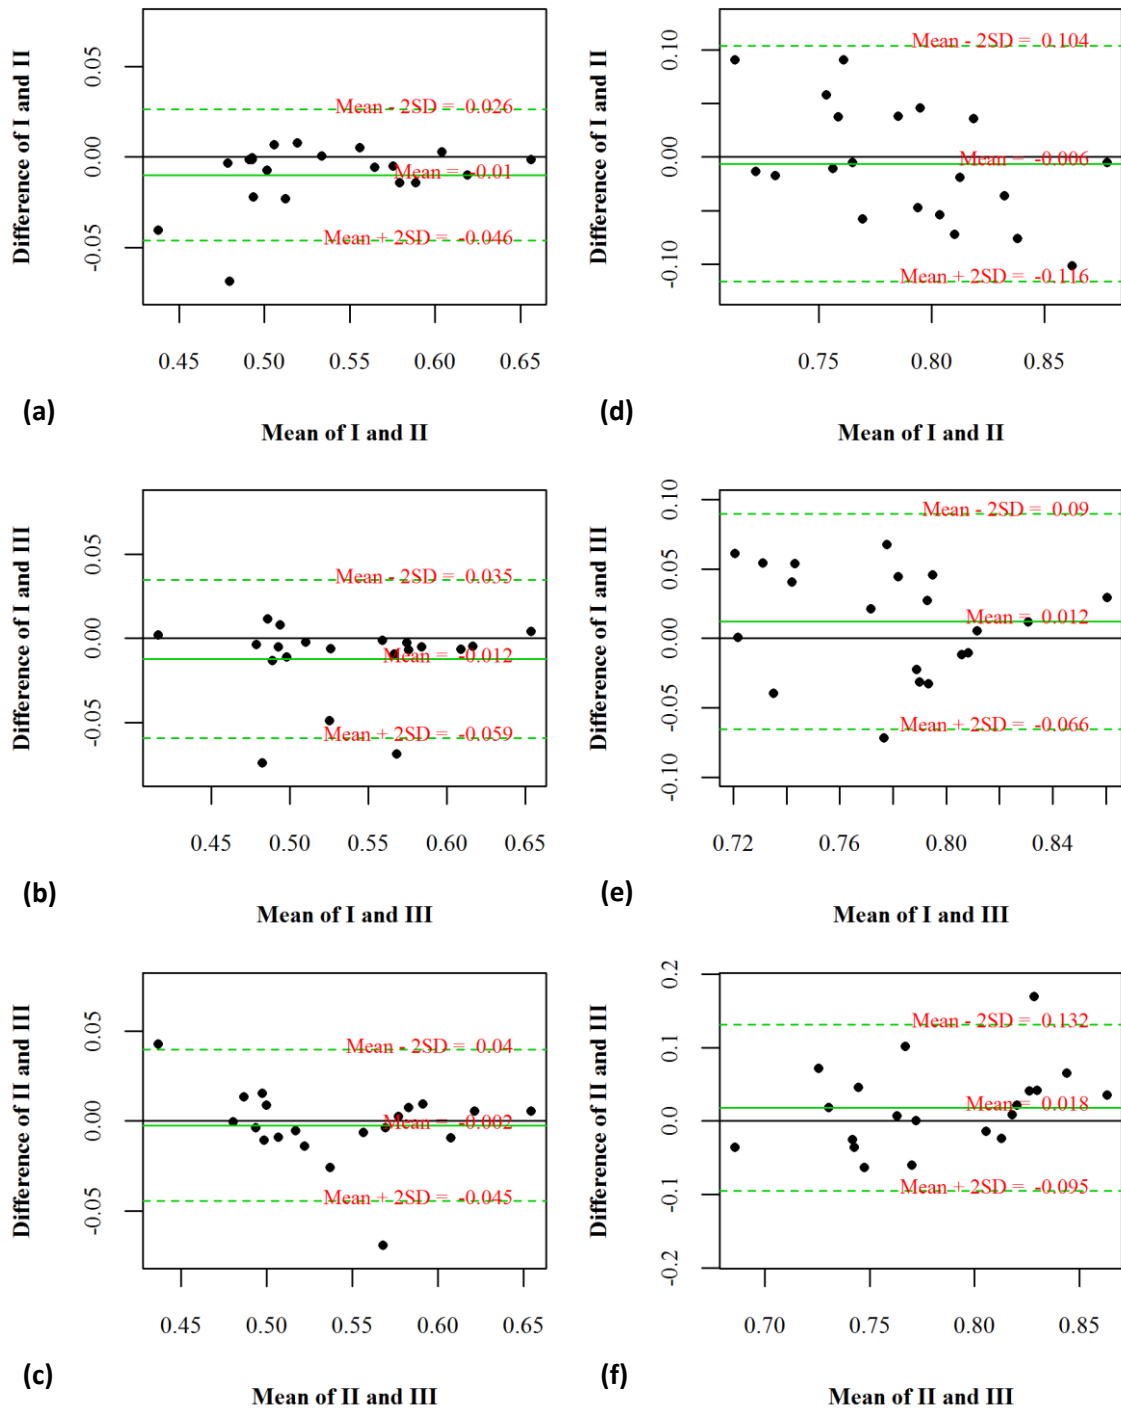 Difference of I and II
0.05
0.00
-0.05
Mean - 2SD = 0.026
Mean = -0.01
Mean + 2SD = -0.046
0.45 0.50 0.55 0.60 0.65
(a)
Mean of I and II
Difference of I and II
0.10
0.00
-0.10
Mean - 2SD = 0.104
Mean = -0.006
Mean + 2SD = -0.116
0.75 0.80 0.85
(d)
Mean of I and II
Difference of I and III
0.05
0.00
-0.05
Mean - 2SD = 0.035
Mean = -0.012
Mean + 2SD = -0.059
0.45 0.50 0.55 0.60 0.65
(b)
Mean of I and III
Difference of I and III
0.10
0.05
0.00
-0.05
-0.10
Mean - 2SD = 0.09
Mean = 0.012
Mean + 2SD = -0.066
0.72 0.76 0.80 0.84
(e)
Mean of I and III
Difference of II and III
0.05
0.00
-0.05
Mean - 2SD = 0.04
Mean = -0.002
Mean + 2SD = -0.045
0.45 0.50 0.55 0.60 0.65
(c)
Mean of II and III
Difference of II and III
0.2
0.1
0.0
-0.1
-0.2
Mean - 2SD = 0.132
Mean = 0.018
Mean + 2SD = -0.095
0.70 0.75 0.80 0.85
(f)
Mean of II and III